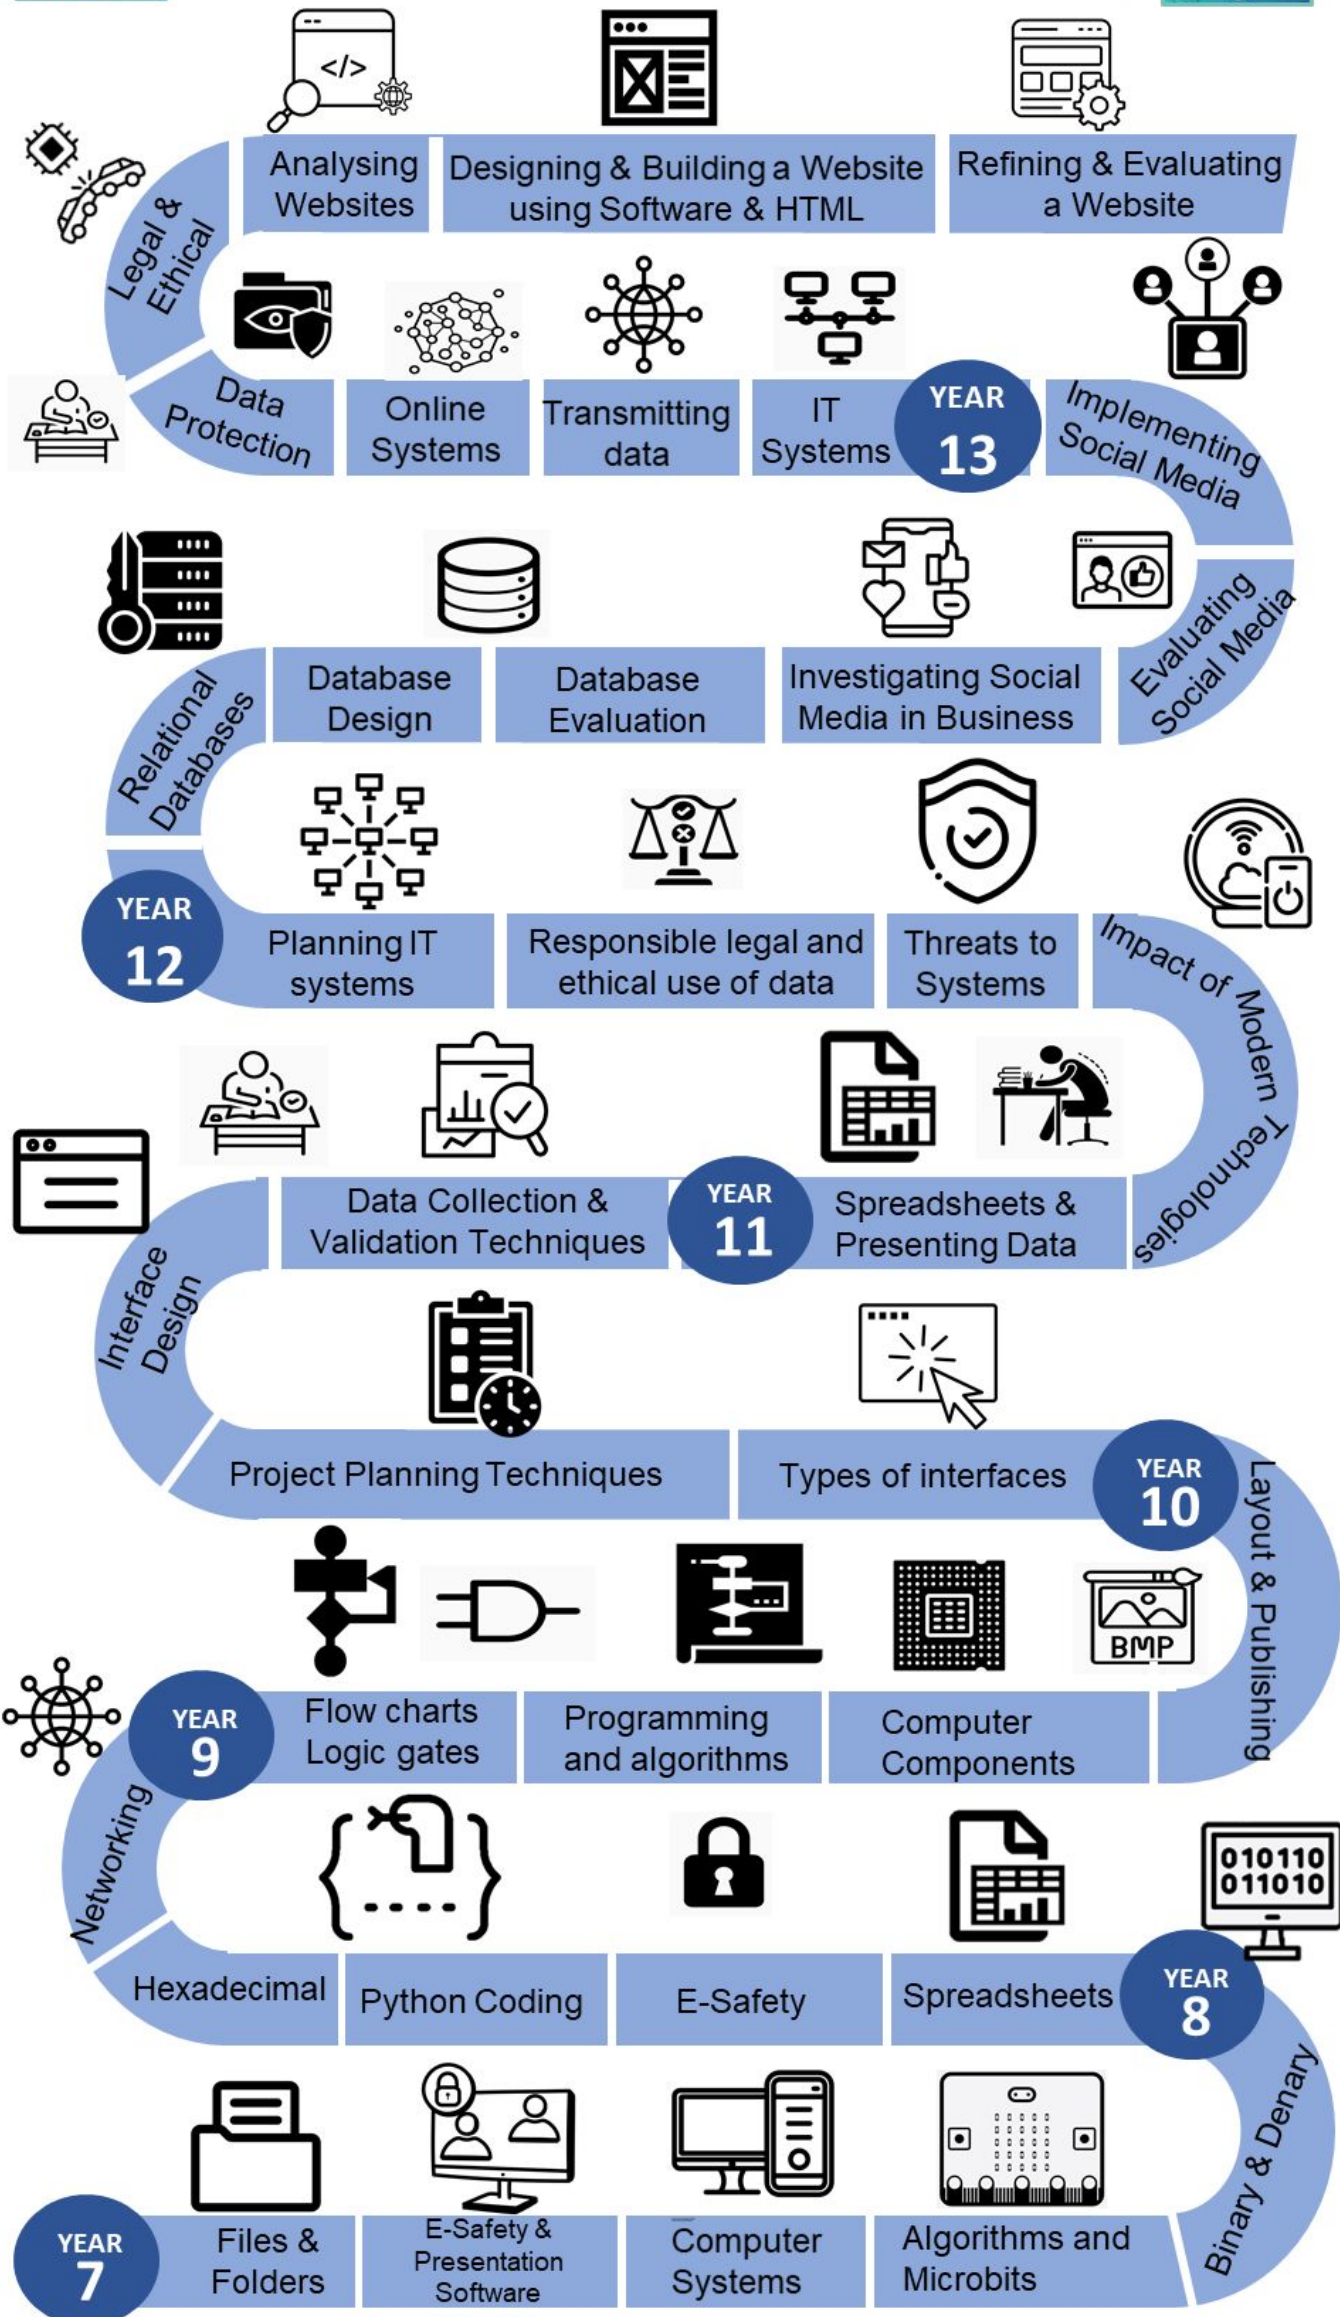 </>
Analysing
Websites
Designing & Building a Website
using Software & HTML
Refining & Evaluating
a Website
Legal &
Ethical
Data
Protection
Online
Systems
Transmitting
data
IT
Systems
YEAR
13
Implementing
Social Media
Evaluating
Social Media
Relational
Databases
Database
Design
Database
Evaluation
Investigating Social
Media in Business
YEAR
12
Planning IT
systems
Responsible legal and
ethical use of data
Threats to
Systems
Impact of Modern Technologies
Interface
Design
Data Collection &
Validation Techniques
YEAR
11
Spreadsheets &
Presenting Data
Project Planning Techniques
Types of interfaces
YEAR
10
Layout & Publishing
BMP
YEAR
9
Flow charts
Logic gates
Programming
and algorithms
Computer
Components
Networking
010110
011010
Hexadecimal
Python Coding
E-Safety
Spreadsheets
YEAR
8
Binary & Denary
YEAR
7
Files &
Folders
E-Safety &
Presentation
Software
Computer
Systems
Algorithms and
Microbits